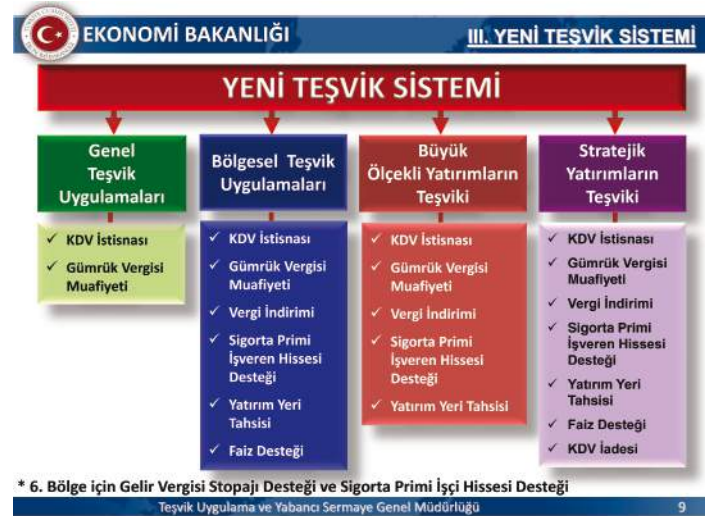 EKONOMİ BAKANLIĞI
III. YENİ TEŞVİK SİSTEMİ
YENİ TEŞVİK SİSTEMİ
Genel
Teşvik
Uygulamaları
✓ KDV İstisnası
✓ Gümrük Vergisi
Muafiyeti
Bölgesel Teşvik
Uygulamaları
✓ KDV İstisnası
✓ Gümrük Vergisi
Muafiyeti
✓ Vergi İndirimi
✓ Sigorta Primi
İşveren Hissesi
Desteği
✓ Yatırım Yeri
Tahsisi
✓ Faiz Desteği
Büyük
Ölçekli Yatırımların
Teşviki
✓ KDV İstisnası
✓ Gümrük Vergisi
Muafiyeti
✓ Vergi İndirimi
✓ Sigorta Primi
İşveren Hissesi
Desteği
✓ Yatırım Yeri Tahsisi
Stratejik
Yatırımların
Teşviki
✓ KDV İstisnası
✓ Gümrük Vergisi
Muafiyeti
✓ Vergi İndirimi
✓ Sigorta Primi
İşveren Hissesi
Desteği
✓ Yatırım Yeri
Tahsisi
✓ Faiz Desteği
✓ KDV İadesi
* 6. Bölge için Gelir Vergisi Stopajı Desteği ve Sigorta Primi İşçi Hissesi Desteği
Teşvik Uygulama ve Yabancı Sermaye Genel Müdürlüğü
9